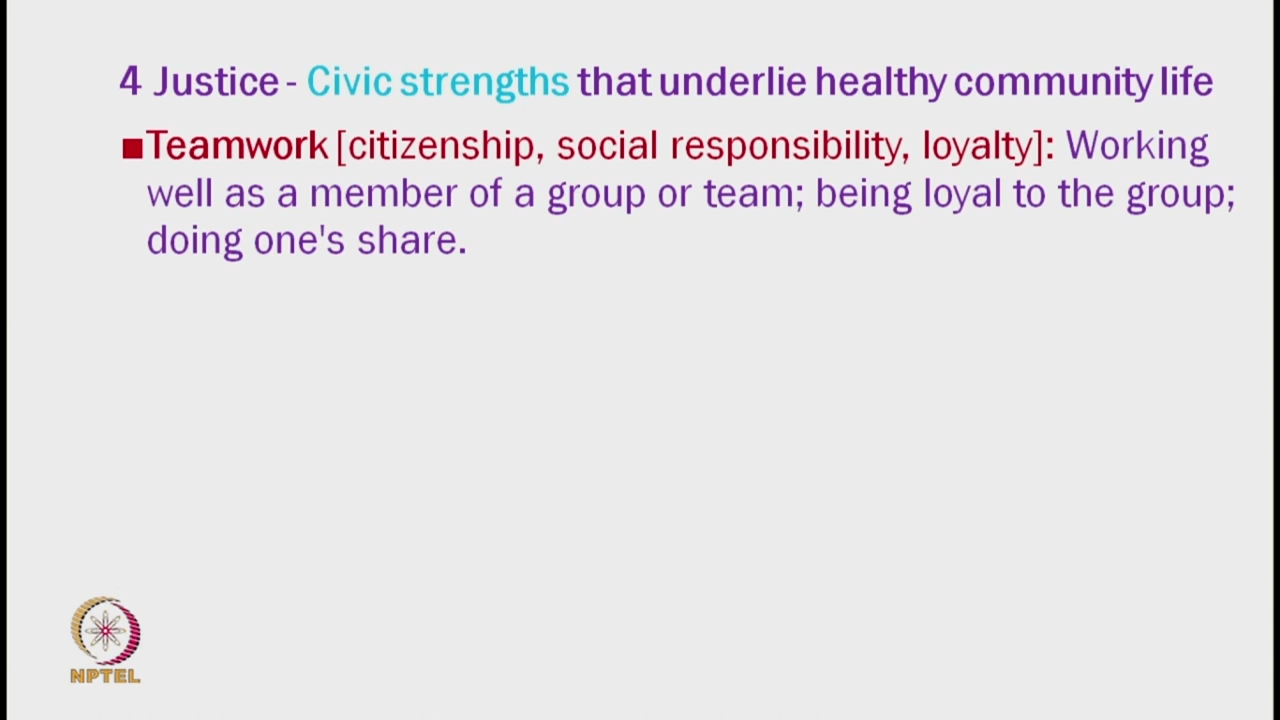 4 Justice - Civic strengths that underlie healthy community life
■Teamwork [citizenship, social responsibility, loyalty]: Working
well as a member of a group or team; being loyal to the group;
doing one's share.
NPTEL